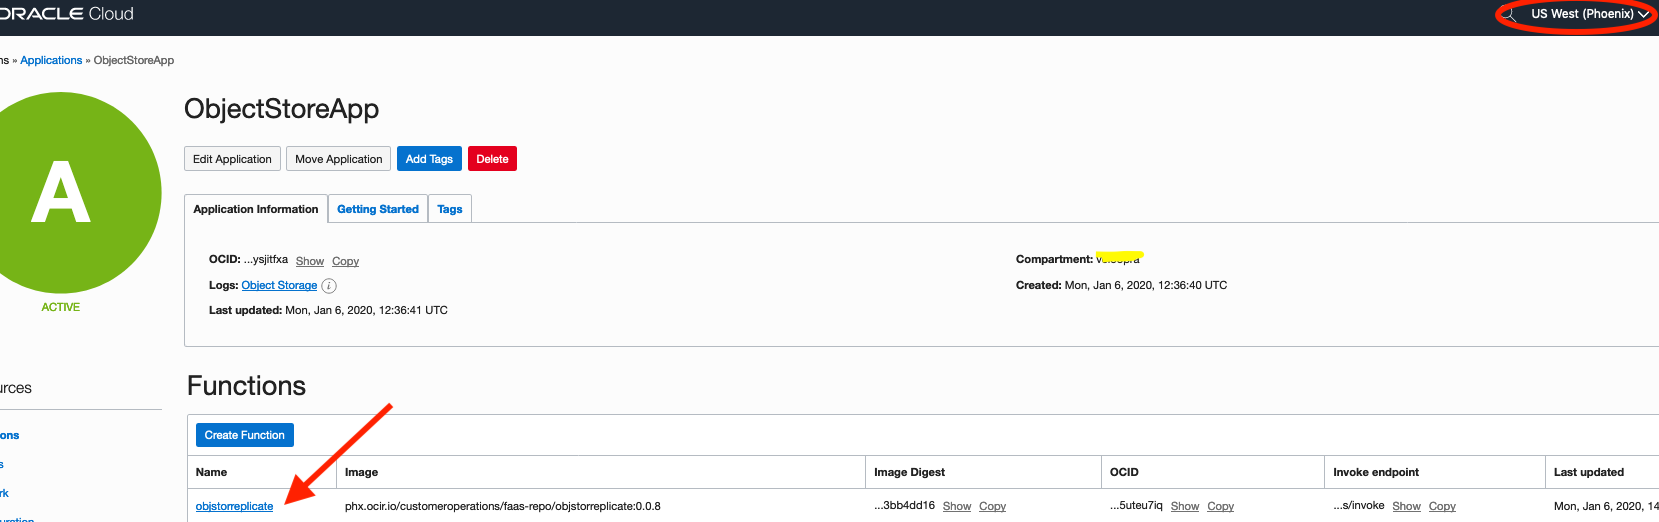 ORACLE Cloud
US West (Phoenix)
ns » Applications » ObjectStoreApp
A
ACTIVE
ObjectStoreApp
Edit Application Move Application Add Tags Delete
Application Information Getting Started Tags
OCID: ...ysjitfxa Show Copy
Compartment:
Logs: Object Storage i
Created: Mon, Jan 6, 2020, 12:36:40 UTC
Last updated: Mon, Jan 6, 2020, 12:36:41 UTC
urces
ons
s
rk
Functions
Create Function
Name Image Image Digest OCID Invoke endpoint Last updated
objstorreplicate phx.ocir.io/customeroperations/faas-repo/objstorreplicate:0.0.8 ...3bb4dd16 Show Copy ...5uteu7iq Show Copy ...s/invoke Show Copy Mon, Jan 6, 2020, 14